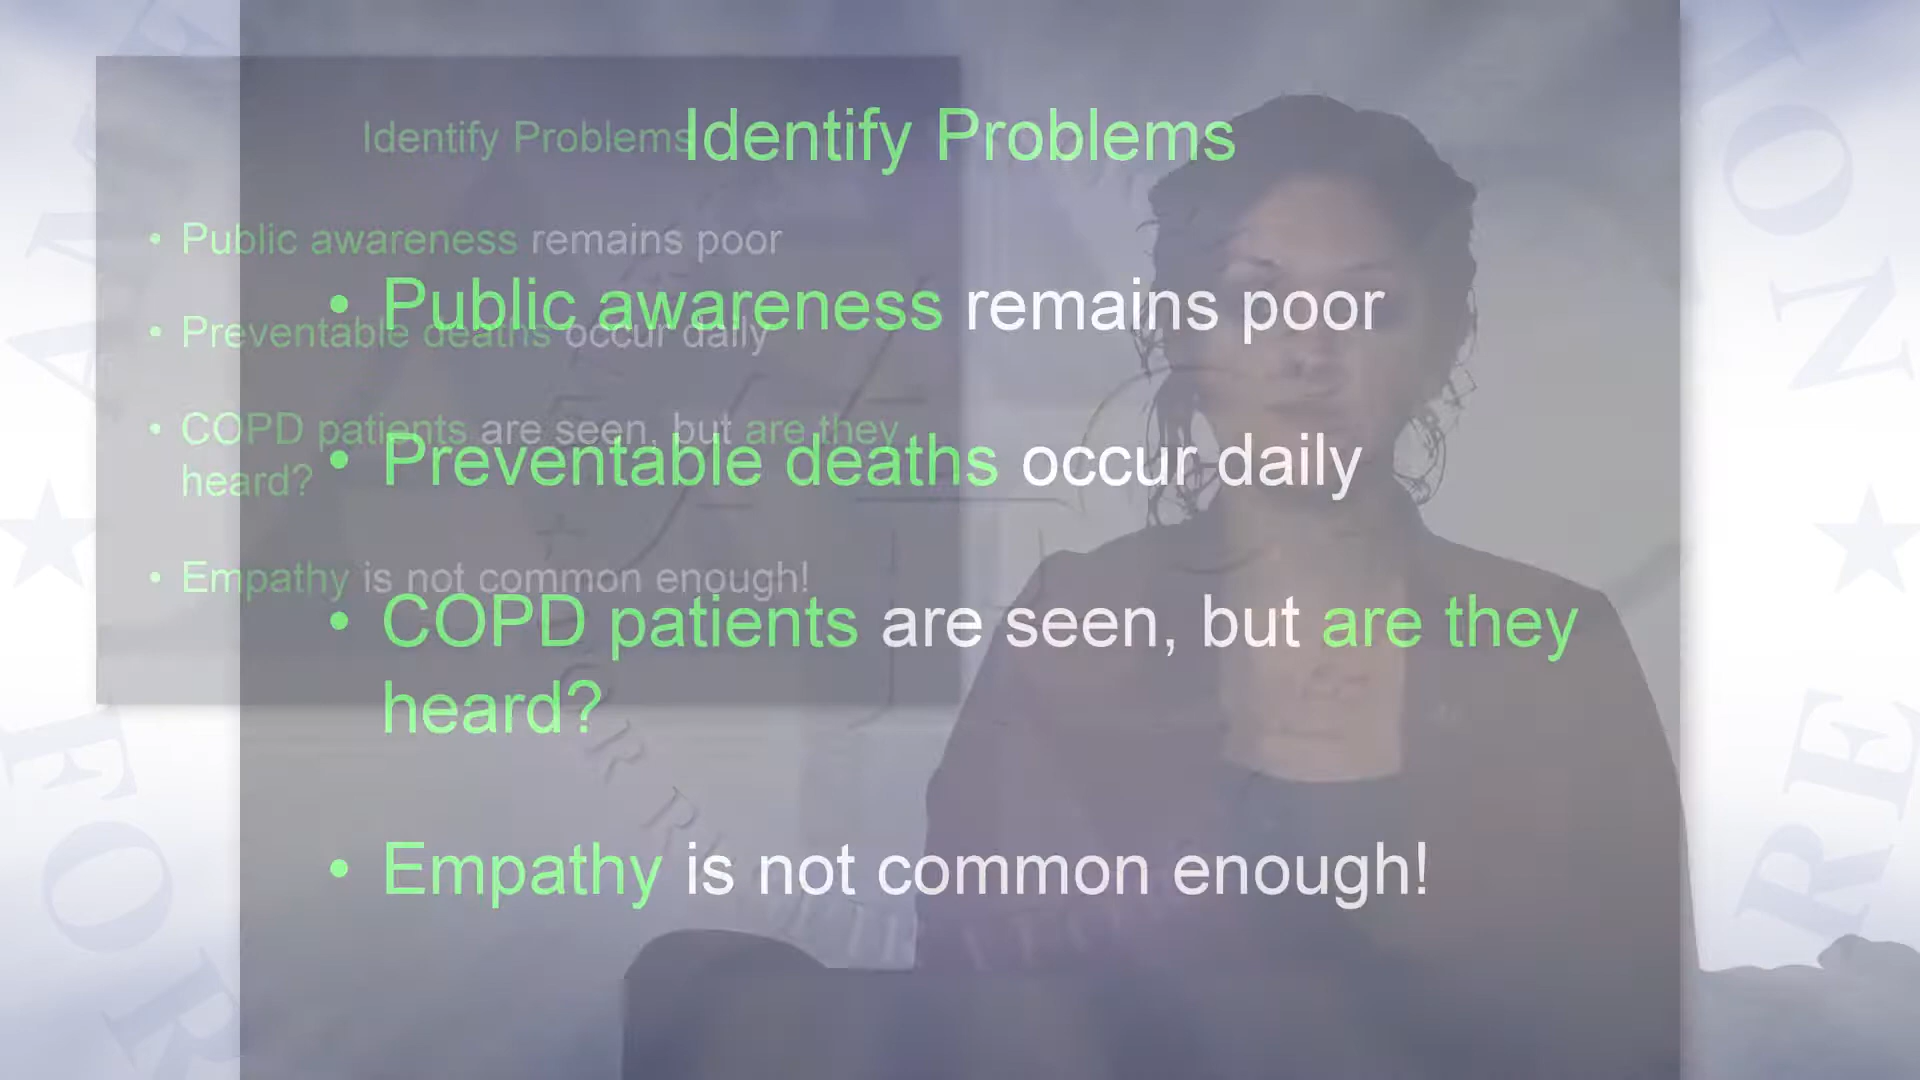 Identify Problems
• Public awareness remains poor
• Preventable deaths occur daily
• COPD patients are seen, but are they
heard?
• Empathy is not common enough!
Identify Problems
• Public awareness remains poor
• Preventable deaths occur daily
• COPD patients are seen, but are they
heard?
• Empathy is not common enough!